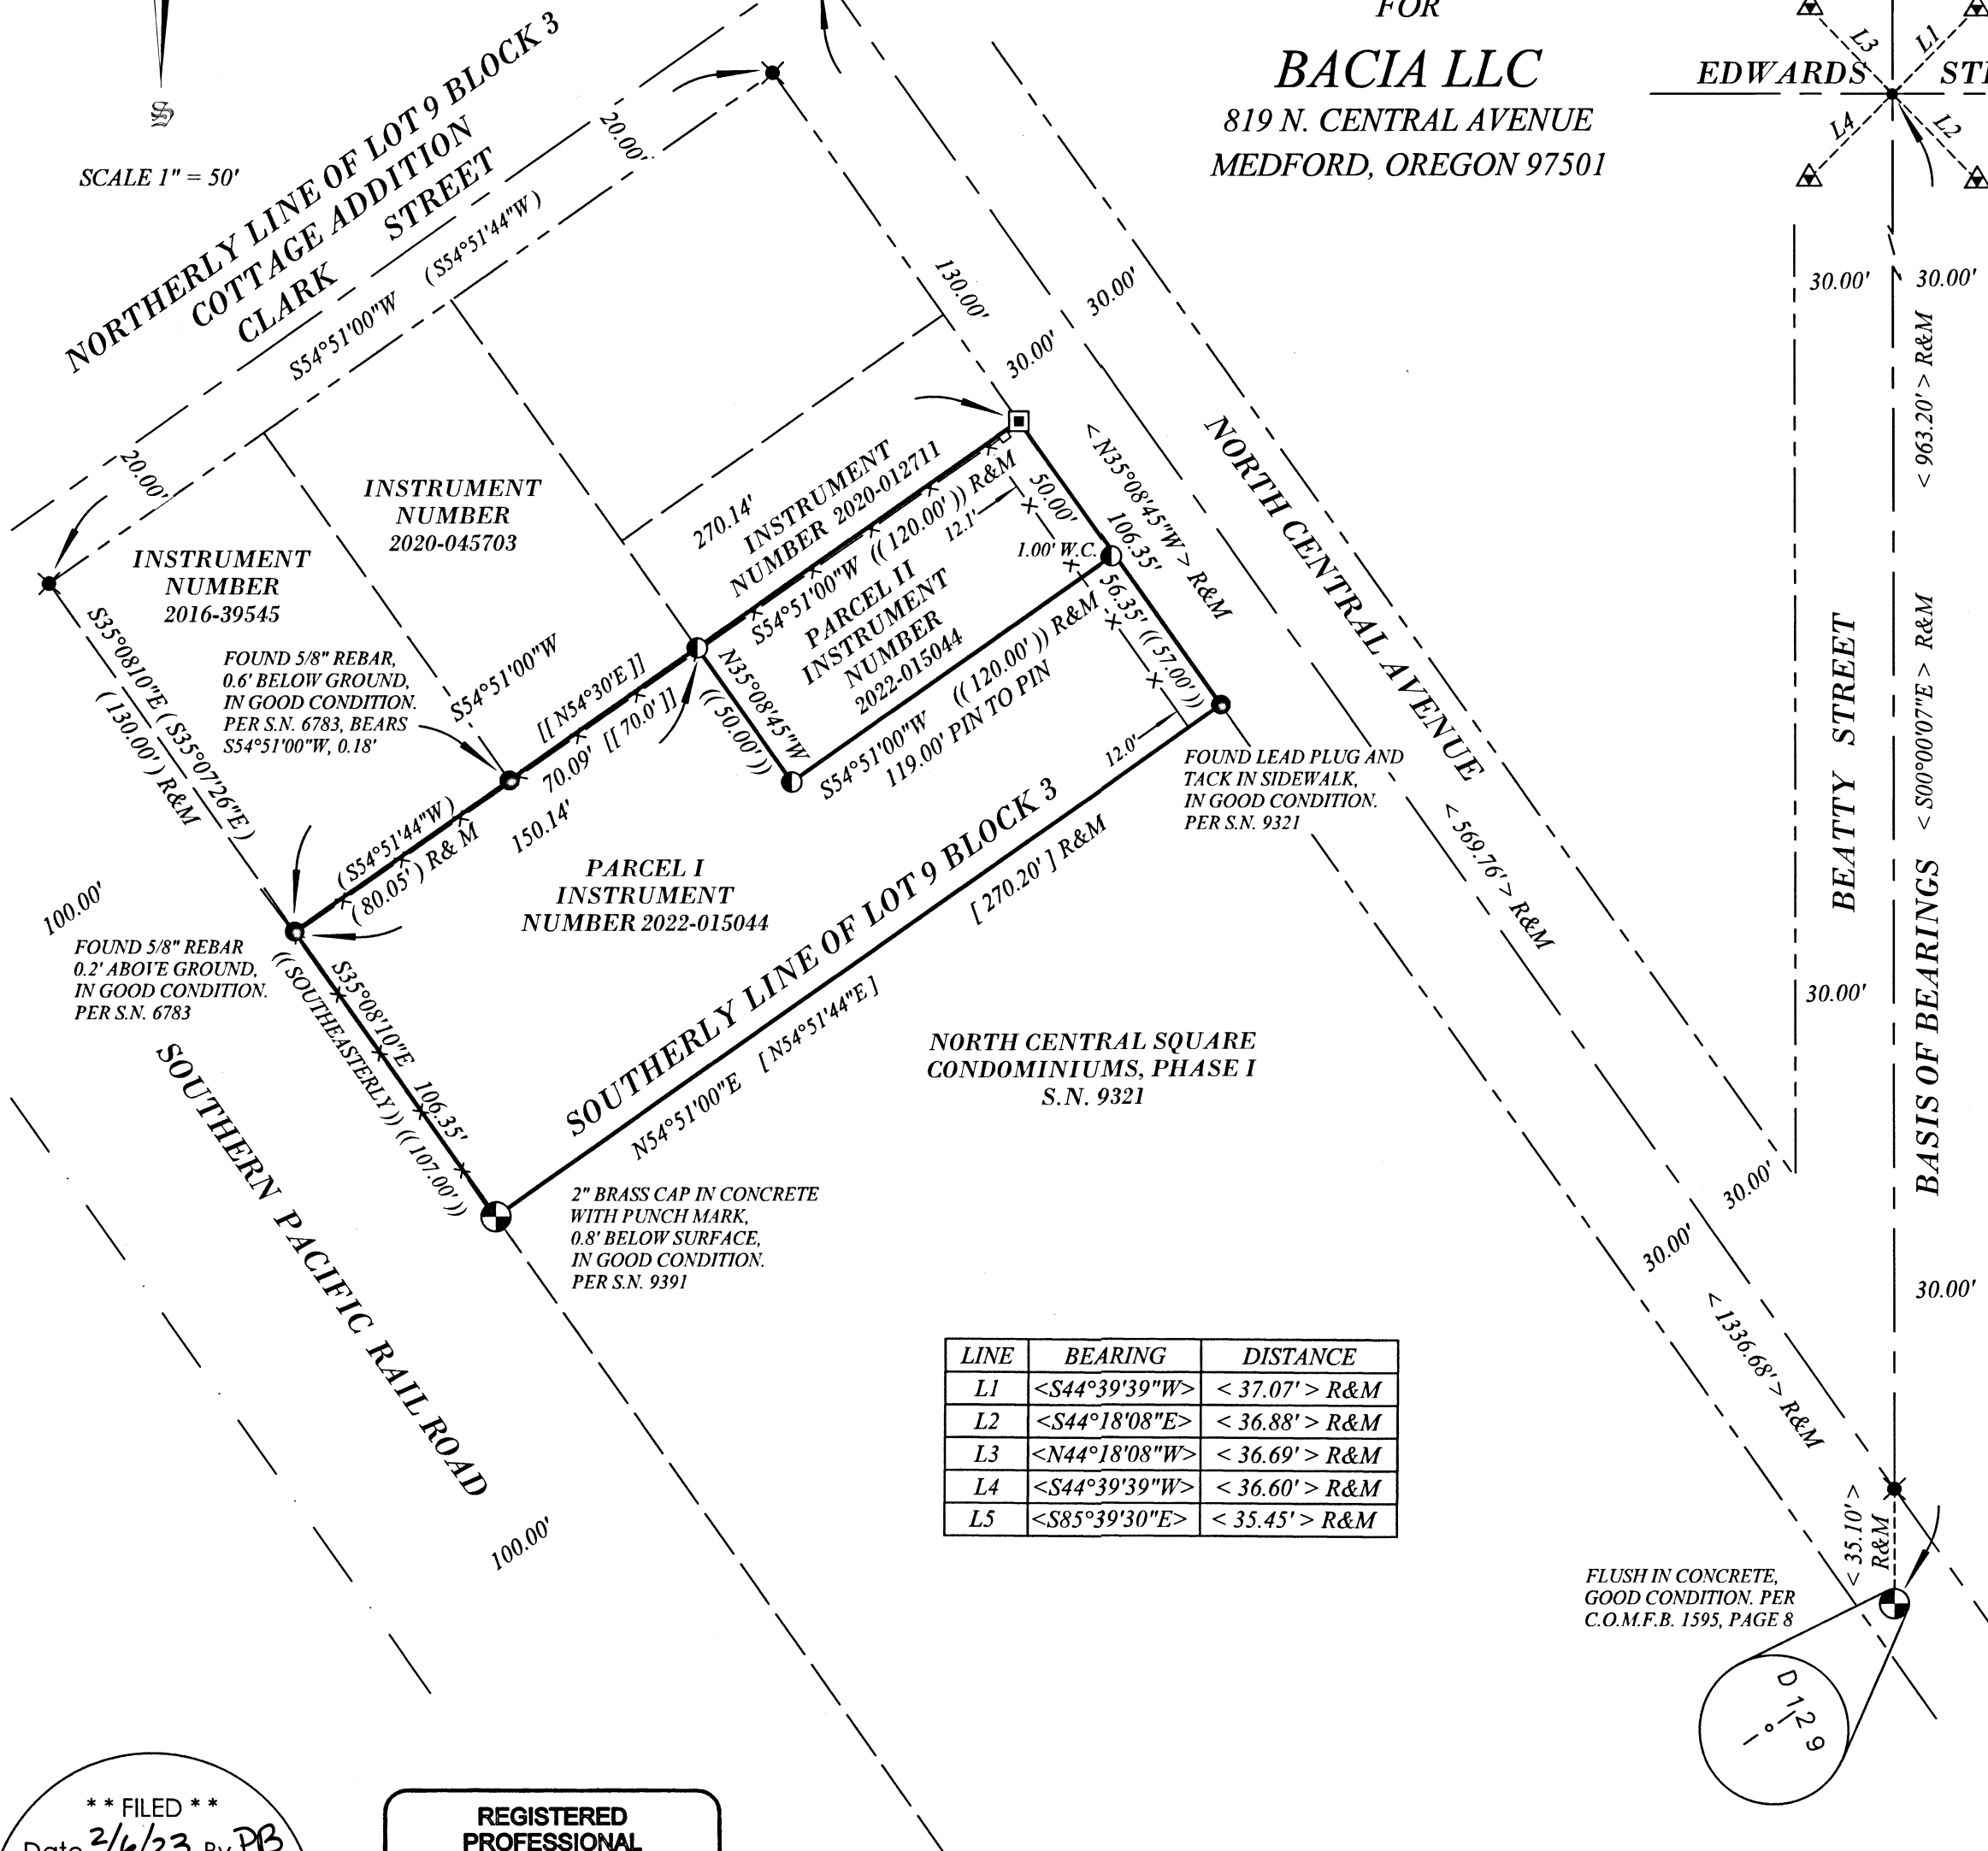 FOR
BACIA LLC
819 N. CENTRAL AVENUE
MEDFORD, OREGON 97501
S
SCALE 1" = 50'
NORTHERLY LINE OF LOT 9 BLOCK 3
COTTAGE ADDITION
CLARK STREET
20.00'
20.00'
S54°51'00"W ( S54°51'44"W )
130.00'
30.00'
30.00'
EDWARDS
L3
L1
L4
L2
30.00'
30.00'
< 963.20' > R&M
INSTRUMENT
NUMBER
2016-39545
INSTRUMENT
NUMBER
2020-045703
270.14'
INSTRUMENT
NUMBER 2020-012711
S54°51'00"W (( 120.00' )) R&M
12.1'
PARCEL II
INSTRUMENT
NUMBER
2022-015044
50.00'
1.00' W.C.
< N35°08'45"W > R&M
106.35'
56.35' (( 57.00' ))
NORTH CENTRAL AVENUE
S35°0810"E ( S35°07'26"E )
( 130.00' ) R&M
FOUND 5/8" REBAR,
0.6' BELOW GROUND,
IN GOOD CONDITION.
PER S.N. 6783, BEARS
S54°51'00"W, 0.18'
S54°51'00"W
[[ N54°30'E ]]
70.09' [[ 70.0' ]]
150.14'
N35°08'45"W
(( 50.00' ))
S54°51'00"W (( 120.00' )) R&M
119.00' PIN TO PIN
12.0'
FOUND LEAD PLUG AND
TACK IN SIDEWALK,
IN GOOD CONDITION.
PER S.N. 9321
( S54°51'44"W )
( 80.05' ) R& M
PARCEL I
INSTRUMENT
NUMBER 2022-015044
100.00'
FOUND 5/8" REBAR
0.2' ABOVE GROUND,
IN GOOD CONDITION.
PER S.N. 6783
S35°08'10"E 106.35'
(( SOUTHEASTERLY )) (( 107.00' ))
SOUTHERLY LINE OF LOT 9 BLOCK 3
[ 270.20' ] R&M
N54°51'00"E [ N54°51'44"E ]
< 569.76' > R&M
BEATTY STREET
30.00'
BASIS OF BEARINGS < S00°00'07"E > R&M
NORTH CENTRAL SQUARE
CONDOMINIUMS, PHASE I
S.N. 9321
SOUTHERN PACIFIC RAILROAD
2" BRASS CAP IN CONCRETE
WITH PUNCH MARK,
0.8' BELOW SURFACE,
IN GOOD CONDITION.
PER S.N. 9391
30.00'
30.00'
30.00'
< 1336.68' > R&M
LINE BEARING DISTANCE
L1 <S44°39'39"W> < 37.07' > R&M
L2 <S44°18'08"E> < 36.88' > R&M
L3 <N44°18'08"W> < 36.69' > R&M
L4 <S44°39'39"W> < 36.60' > R&M
L5 <S85°39'30"E> < 35.45' > R&M
100.00'
< 35.10' >
R&M
FLUSH IN CONCRETE,
GOOD CONDITION. PER
C.O.M.F.B. 1595, PAGE 8
D 129
* * FILED * *
Date 2/6/23 By DB
REGISTERED
PROFESSIONAL